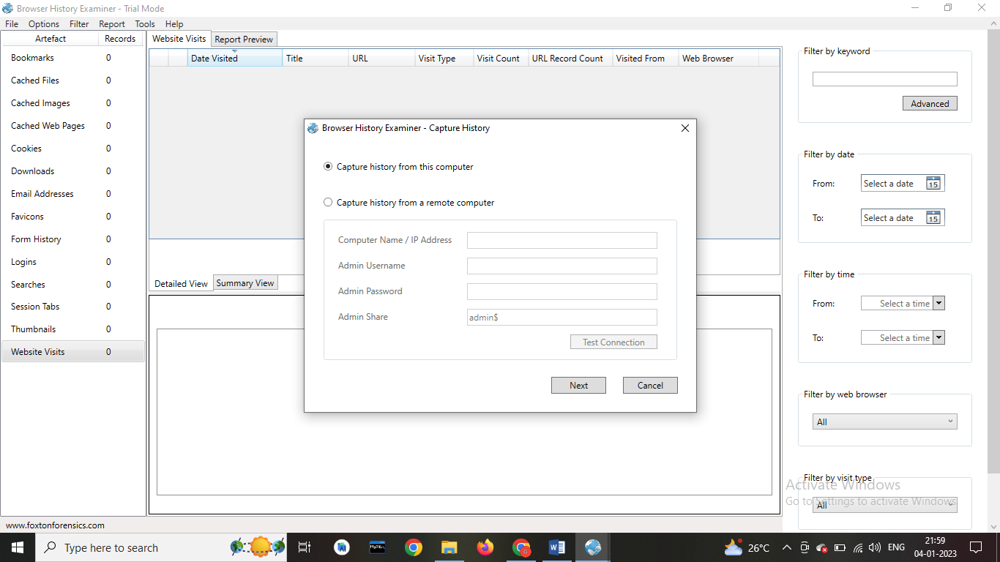 Browser History Examiner - Trial Mode
File Options Filter Report Tools Help
Artefact Records
Bookmarks 0
Cached Files 0
Cached Images 0
Cached Web Pages 0
Cookies 0
Downloads 0
Email Addresses 0
Favicons 0
Form History 0
Logins 0
Searches 0
Session Tabs 0
Thumbnails 0
Website Visits 0
Website Visits Report Preview
Date Visited Title URL Visit Type Visit Count URL Record Count Visited From Web Browser
Browser History Examiner - Capture History
Capture history from this computer
Capture history from a remote computer
Computer Name / IP Address
Admin Username
Admin Password
Admin Share admin$
Test Connection
Next Cancel
Detailed View Summary View
Filter by keyword
Advanced
Filter by date
From: Select a date 15
To: Select a date 15
Filter by time
From: Select a time
To: Select a time
Filter by web browser
All
Filter by visit type
All
Activate Windows
Go to Settings to activate Windows.
www.foxtonforensics.com
Type here to search
MySQL
26°C
ENG
21:59
04-01-2023